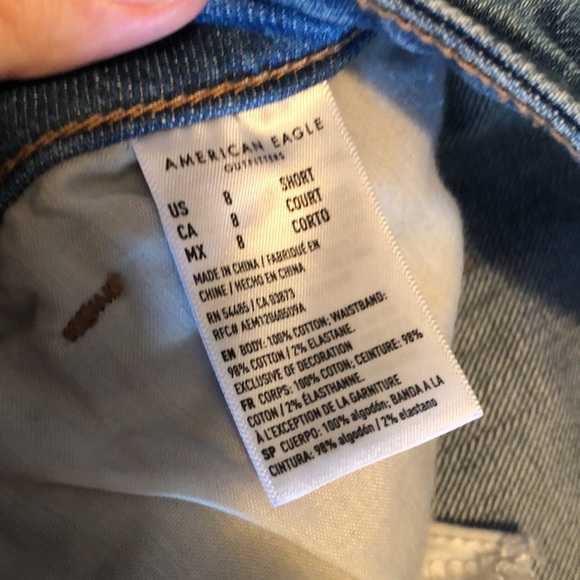 AMERICAN EAGLE
OUTFITTERS
US 8 SHORT
CA 8 COURT
MX 8 CORTO
MADE IN CHINA / FABRIQUÉ EN
CHINE / HECHO EN CHINA
RN 54485 / CA 03873
RFC# AEM1206050J9A
EN BODY: 100% COTTON; WAISTBAND:
98% COTTON / 2% ELASTANE.
EXCLUSIVE OF DECORATION
FR CORPS: 100% COTON; CEINTURE: 98%
COTON / 2% ÉLASTHANNE.
À L'EXCEPTION DE LA GARNITURE
SP CUERPO: 100% algodón; BANDA A LA
CINTURA: 98% algodón / 2% elastano